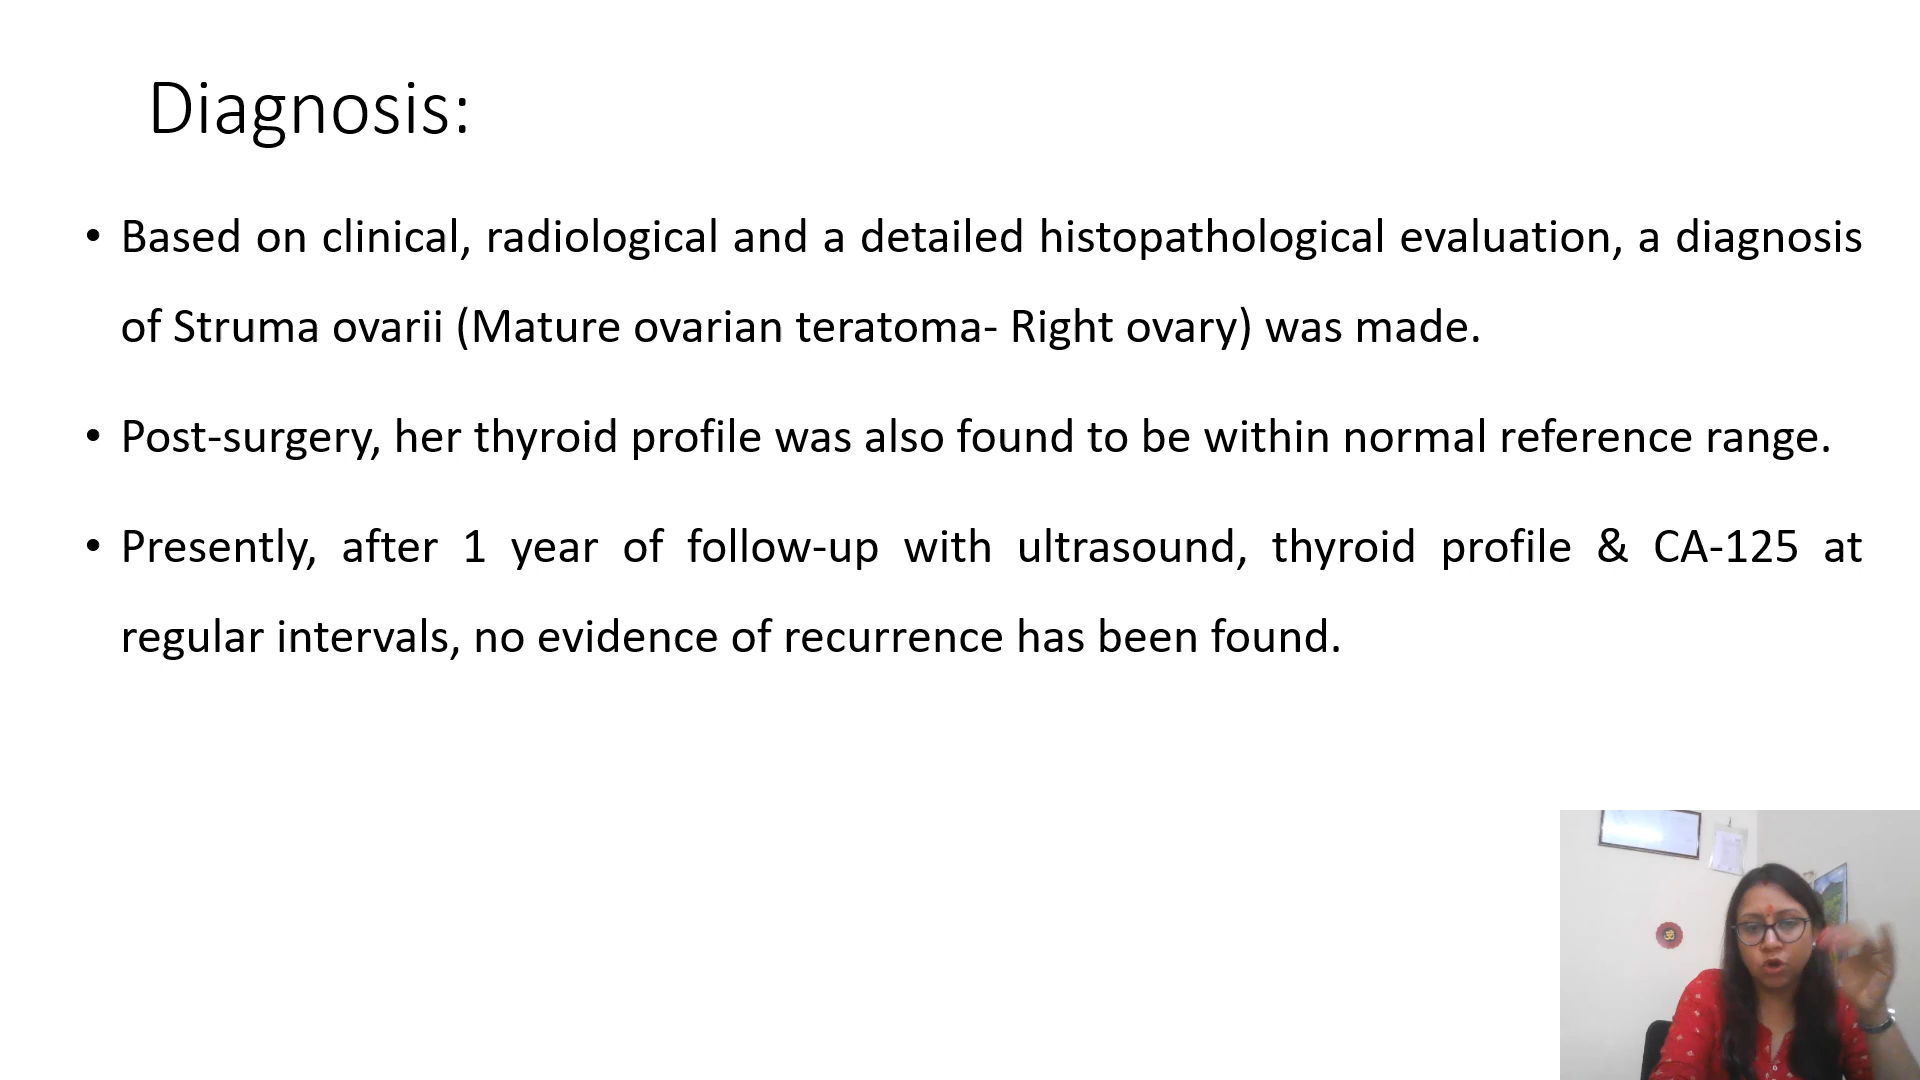 Diagnosis:
• Based on clinical, radiological and a detailed histopathological evaluation, a diagnosis
of Struma ovarii (Mature ovarian teratoma- Right ovary) was made.
• Post-surgery, her thyroid profile was also found to be within normal reference range.
• Presently, after 1 year of follow-up with ultrasound, thyroid profile & CA-125 at
regular intervals, no evidence of recurrence has been found.
ॐ